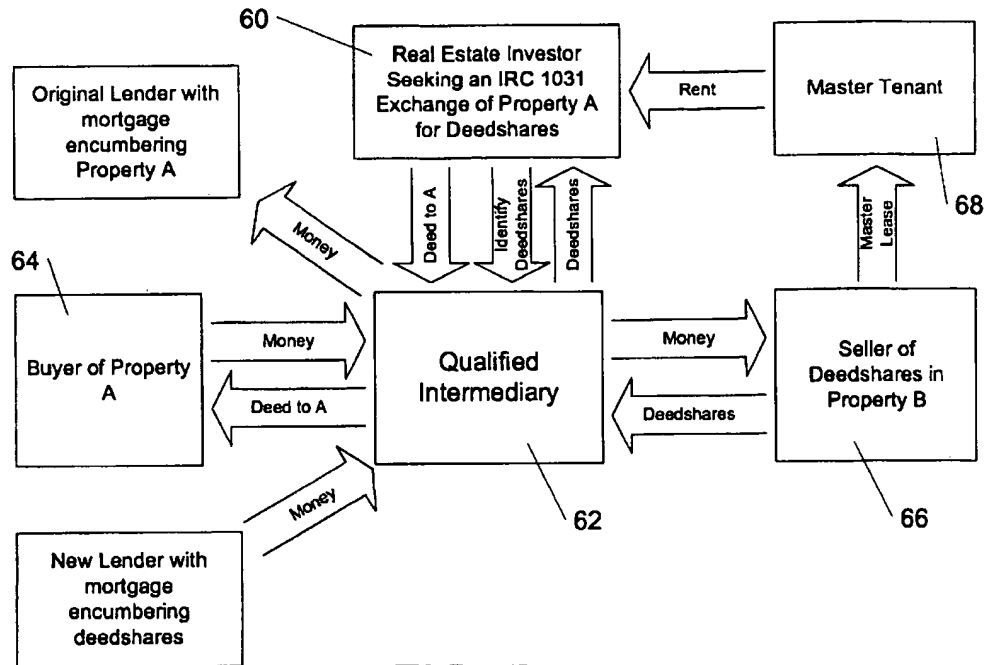 60
Real Estate Investor
Seeking an IRC 1031
Exchange of Property A
for Deedshares
Original Lender with
mortgage
encumbering
Property A
Rent
Master Tenant
68
Money
Deed to A
Identify
Deedshares
Deedshares
Master
Lease
64
Buyer of Property
A
Money
Deed to A
Qualified
Intermediary
62
Money
Deedshares
Seller of
Deedshares in
Property B
66
Money
New Lender with
mortgage
encumbering
deedshares